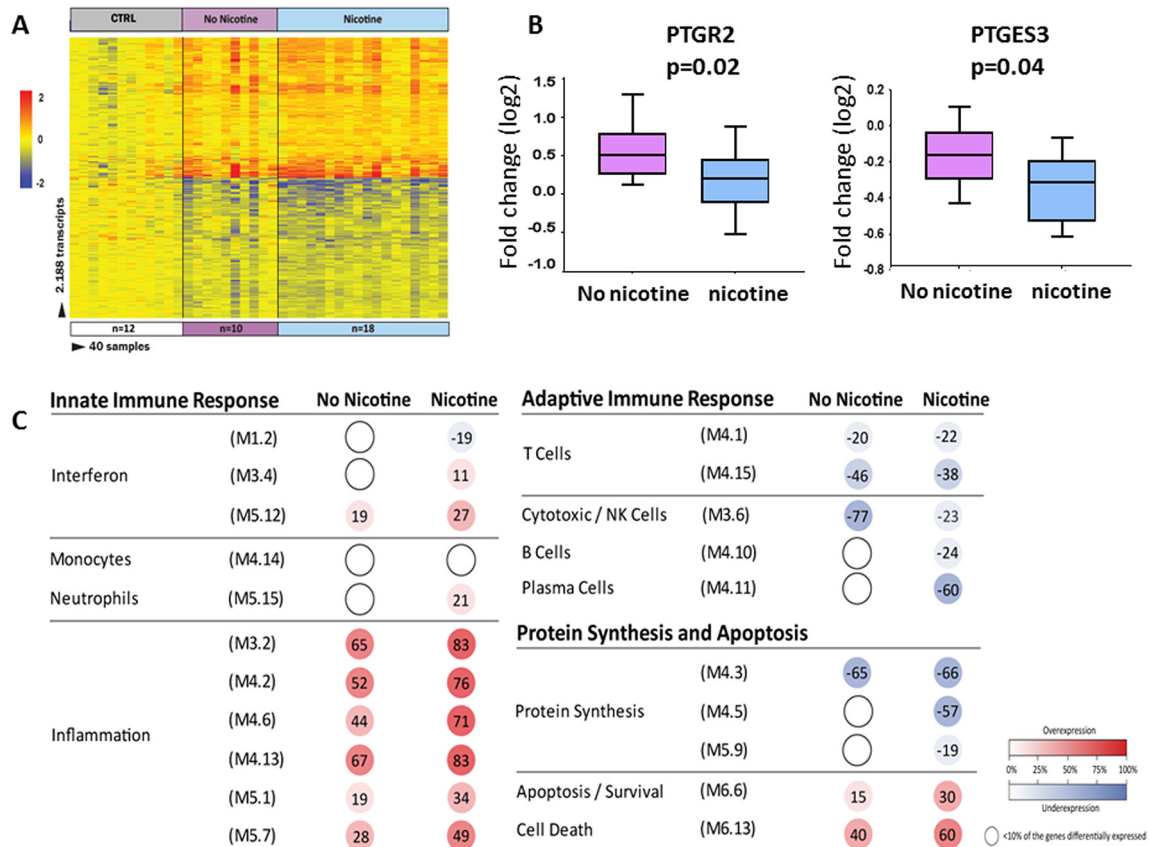 A
CTRL No Nicotine Nicotine
2
0
-2
2.188 transcripts
n=12 n=10 n=18
40 samples
B
PTGR2
p=0.02
Fold change (log2)
1.5
1.0
0.5
0.0
-0.5
-1.0
No nicotine nicotine
PTGES3
p=0.04
Fold change (log2)
0.2
0.0
-0.2
-0.4
-0.6
-0.8
No nicotine nicotine
C
Innate Immune Response No Nicotine Nicotine
(M1.2) -19
Interferon (M3.4) 11
(M5.12) 19 27
Monocytes (M4.14)
Neutrophils (M5.15) 21
(M3.2) 65 83
(M4.2) 52 76
(M4.6) 44 71
Inflammation
(M4.13) 67 83
(M5.1) 19 34
(M5.7) 28 49
Adaptive Immune Response No Nicotine Nicotine
(M4.1) -20 -22
T Cells
(M4.15) -46 -38
Cytotoxic / NK Cells (M3.6) -77 -23
B Cells (M4.10) -24
Plasma Cells (M4.11) -60
Protein Synthesis and Apoptosis
(M4.3) -65 -66
Protein Synthesis (M4.5) -57
(M5.9) -19
Apoptosis / Survival (M6.6) 15 30
Cell Death (M6.13) 40 60
Overexpression
0% 25% 50% 75% 100%
Underexpression
<10% of the genes differentially expressed